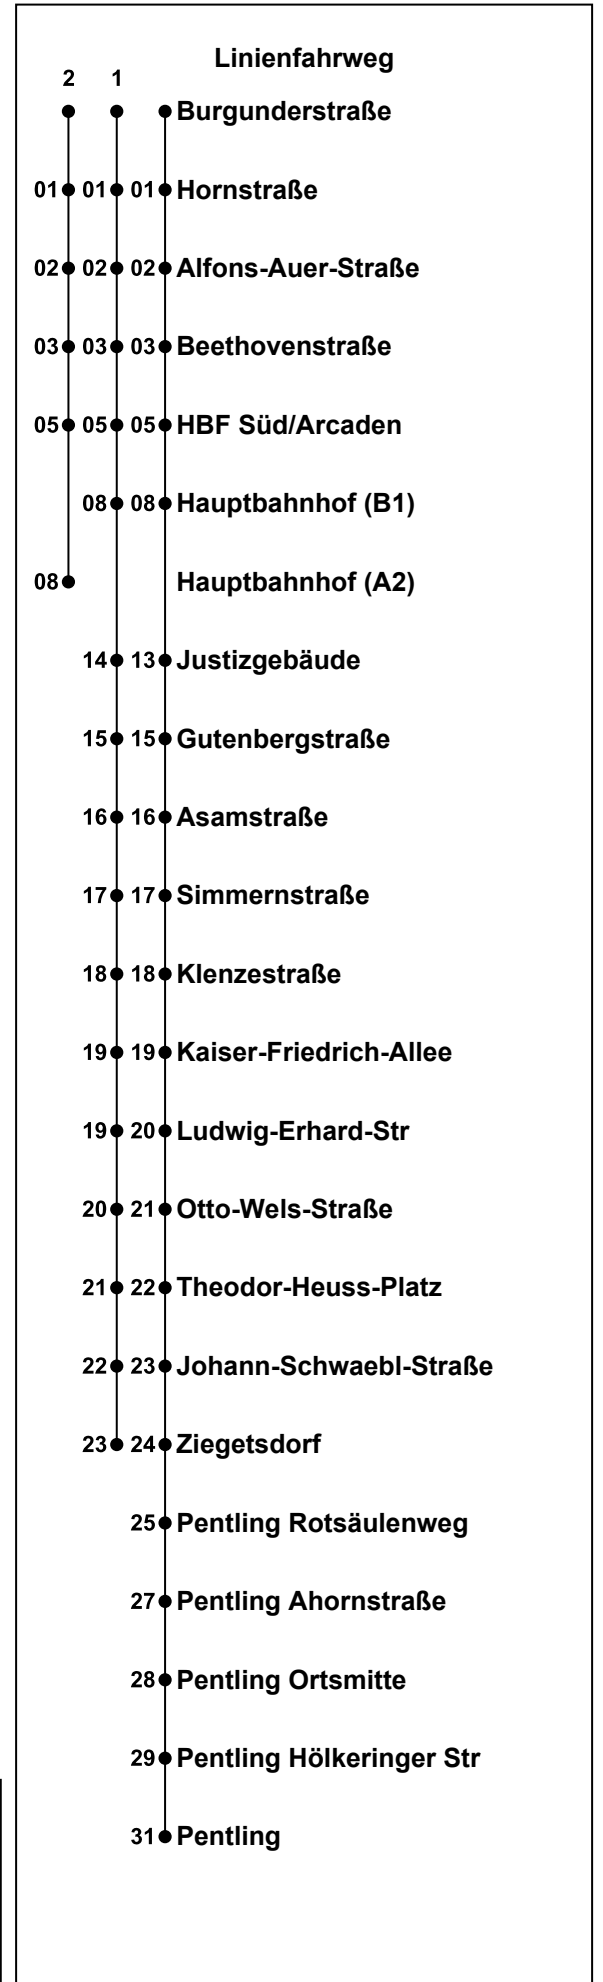 Linienfahrweg
2 1
Burgunderstraße
01 01 01 Hornstraße
02 02 02 Alfons-Auer-Straße
03 03 03 Beethovenstraße
05 05 05 HBF Süd/Arcaden
08 08 Hauptbahnhof (B1)
08 Hauptbahnhof (A2)
14 13 Justizgebäude
15 15 Gutenbergstraße
16 16 Asamstraße
17 17 Simmernstraße
18 18 Klenzestraße
19 19 Kaiser-Friedrich-Allee
19 20 Ludwig-Erhard-Str
20 21 Otto-Wels-Straße
21 22 Theodor-Heuss-Platz
22 23 Johann-Schwaebl-Straße
23 24 Ziegetsdorf
25 Pentling Rotsäulenweg
27 Pentling Ahornstraße
28 Pentling Ortsmitte
29 Pentling Hölkeringer Str
31 Pentling